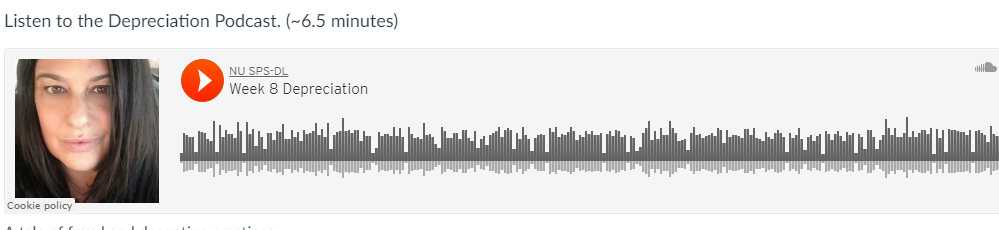 Listen to the Depreciation Podcast. (~6.5 minutes)
NU SPS-DL
Week 8 Depreciation
Cookie policy